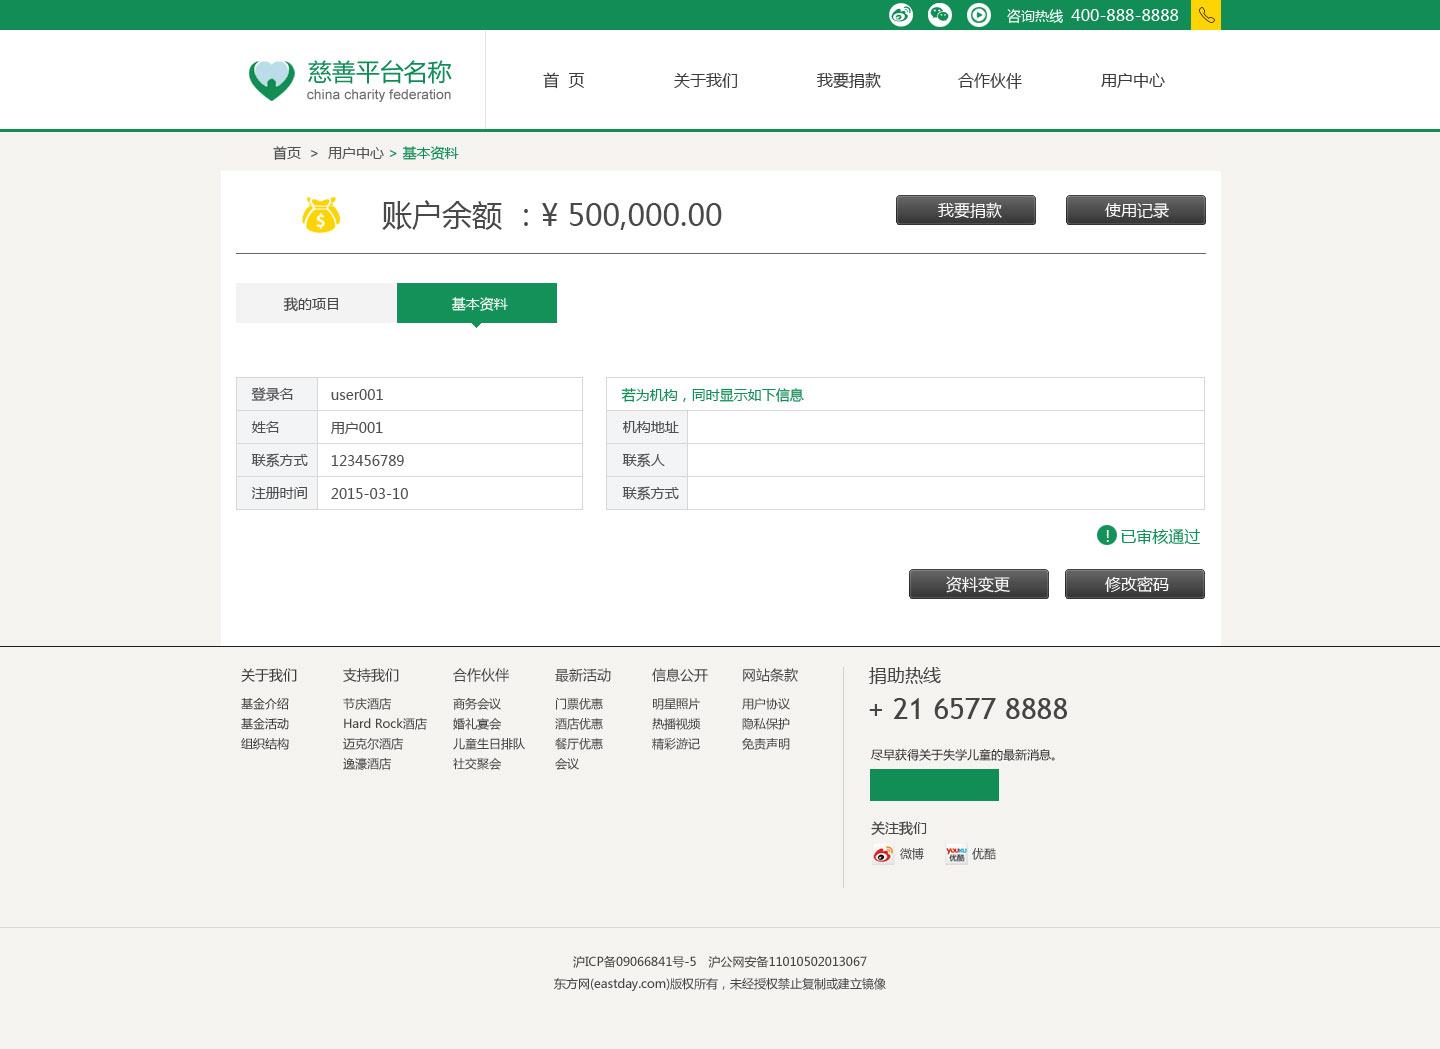 咨询热线 400-888-8888
慈善平台名称
china charity federation
首 页 关于我们 我要捐款 合作伙伴 用户中心
首页 > 用户中心 > 基本资料
账户余额 : ¥ 500,000.00
我要捐款 使用记录
我的项目 基本资料
登录名 user001
姓名 用户001
联系方式 123456789
注册时间 2015-03-10
若为机构，同时显示如下信息
机构地址
联系人
联系方式
已审核通过
资料变更 修改密码
关于我们
基金介绍
基金活动
组织结构
支持我们
节庆酒店
Hard Rock酒店
迈克尔酒店
逸濠酒店
合作伙伴
商务会议
婚礼宴会
儿童生日排队
社交聚会
最新活动
门票优惠
酒店优惠
餐厅优惠
会议
信息公开
明星照片
热播视频
精彩游记
网站条款
用户协议
隐私保护
免责声明
捐助热线
+ 21 6577 8888
尽早获得关于失学儿童的最新消息。
关注我们
微博 YOUKU 优酷 优酷
沪ICP备09066841号-5 沪公网安备11010502013067
东方网(eastday.com)版权所有，未经授权禁止复制或建立镜像